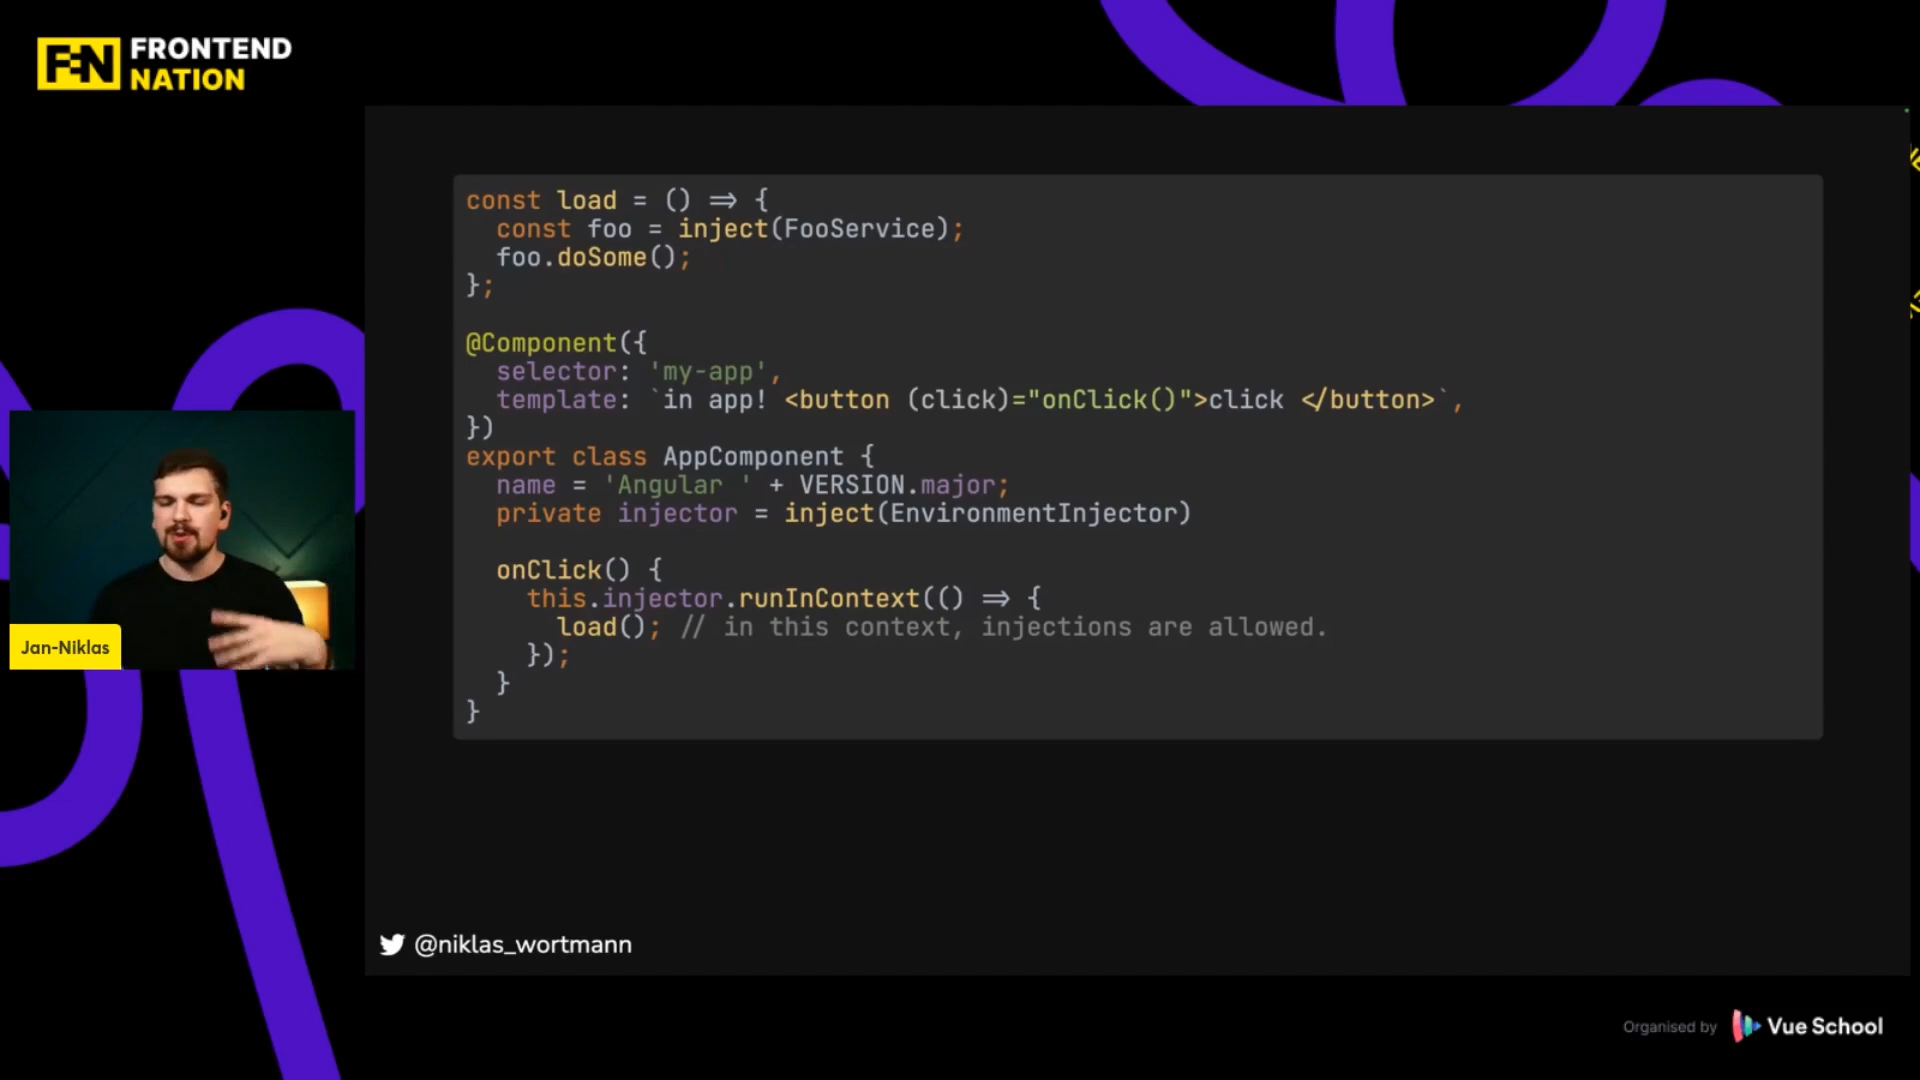 FEN FRONTEND
NATION
const load = () => {
  const foo = inject(FooService);
  foo.doSome();
};
@Component({
  selector: 'my-app',
  template: `in app! <button (click)="onClick()">click </button>`,
})
export class AppComponent {
  name = 'Angular ' + VERSION.major;
  private injector = inject(EnvironmentInjector)
  onClick() {
    this.injector.runInContext(() => {
      load(); // in this context, injections are allowed.
    });
  }
}
Jan-Niklas
@niklas_wortmann
Organised by Vue School